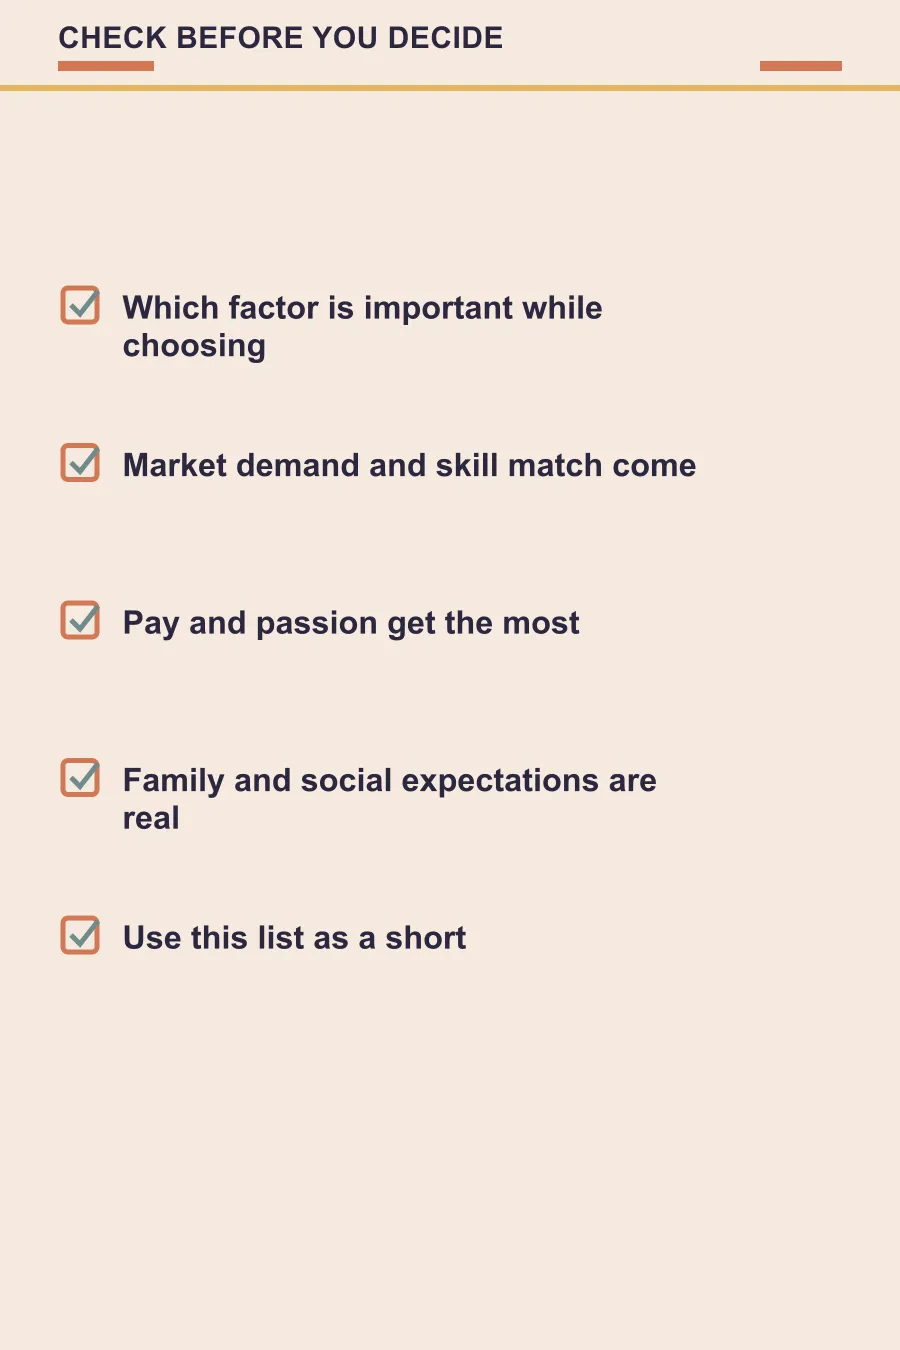 CHECK BEFORE YOU DECIDE
Which factor is important while
choosing
Market demand and skill match come
Pay and passion get the most
Family and social expectations are
real
Use this list as a short